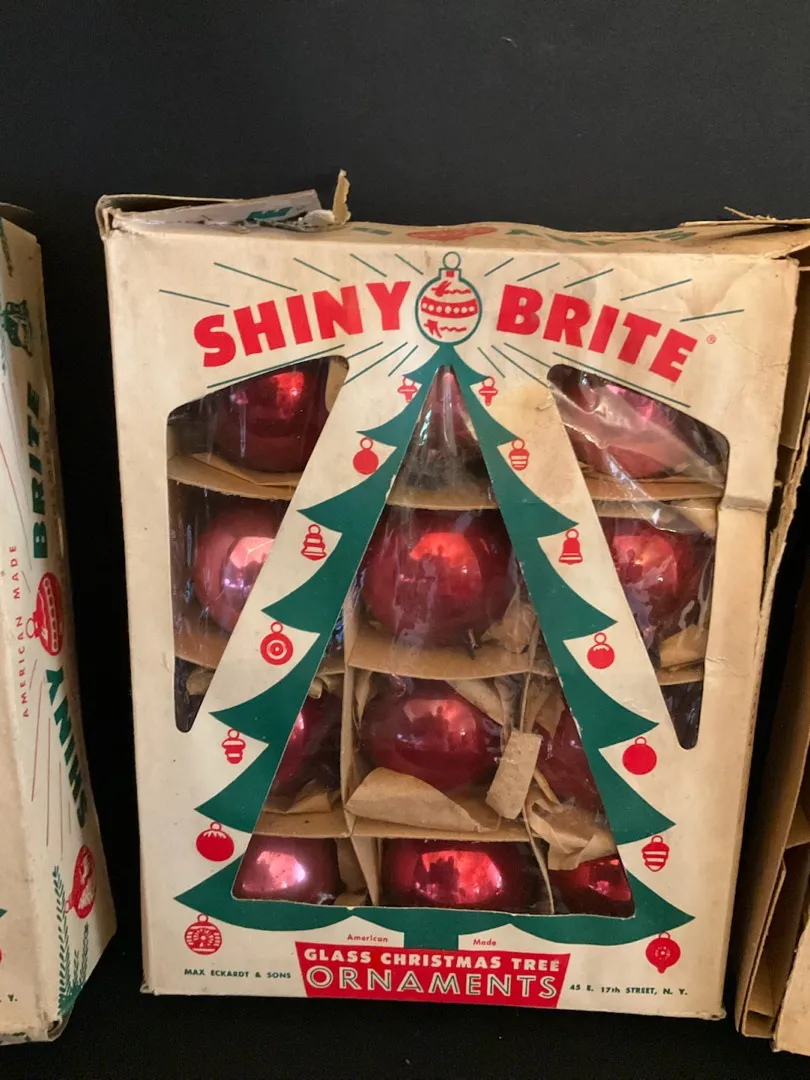 SHINY BRITE®
American Made
GLASS CHRISTMAS TREE
ORNAMENTS
MAX ECKARDT & SONS
45 E. 17th STREET, N. Y.
AMERICAN MADE
SHINY BRITE
Y.